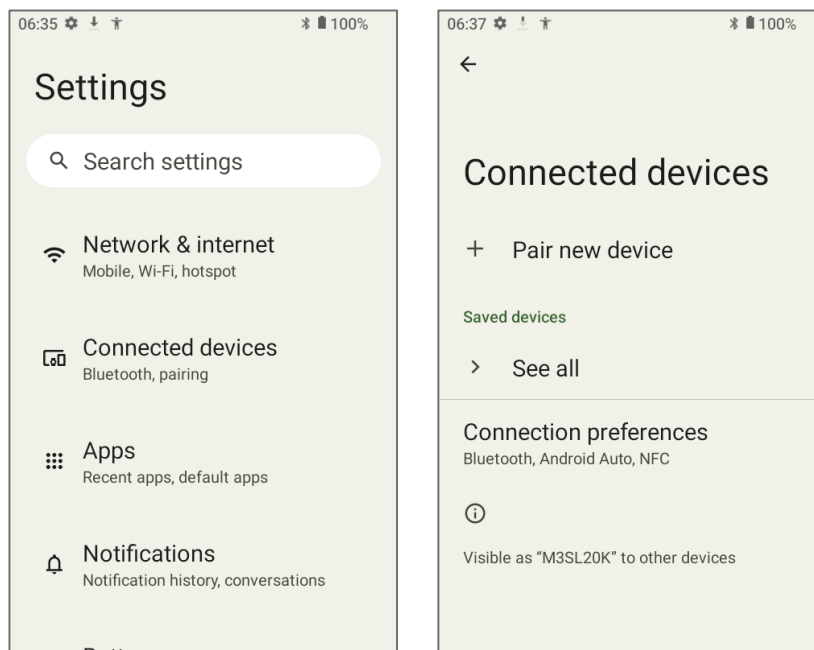 06:35
100%
Settings
Search settings
Network & internet
Mobile, Wi-Fi, hotspot
Connected devices
Bluetooth, pairing
Apps
Recent apps, default apps
Notifications
Notification history, conversations
06:37
100%
Connected devices
Pair new device
Saved devices
See all
Connection preferences
Bluetooth, Android Auto, NFC
Visible as “M3SL20K” to other devices